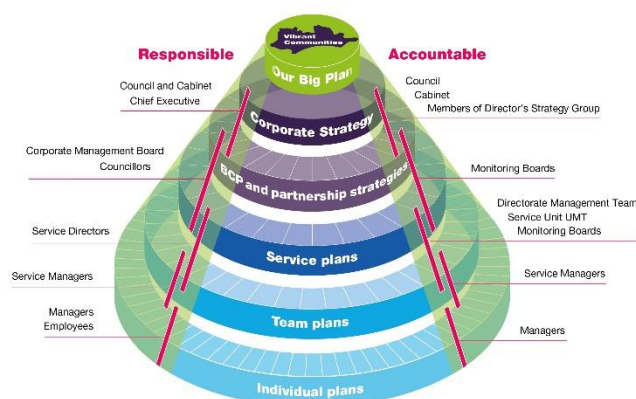 Vibrant
Communities
Our Big Plan
Responsible
Accountable
Council and Cabinet
Chief Executive
Council
Cabinet
Members of Director's Strategy Group
Corporate Strategy
Corporate Management Board
Councillors
BCP and partnership strategies
Monitoring Boards
Directorate Management Team
Service Unit UMT
Monitoring Boards
Service Directors
Service plans
Service Managers
Service Managers
Team plans
Managers
Employees
Managers
Individual plans